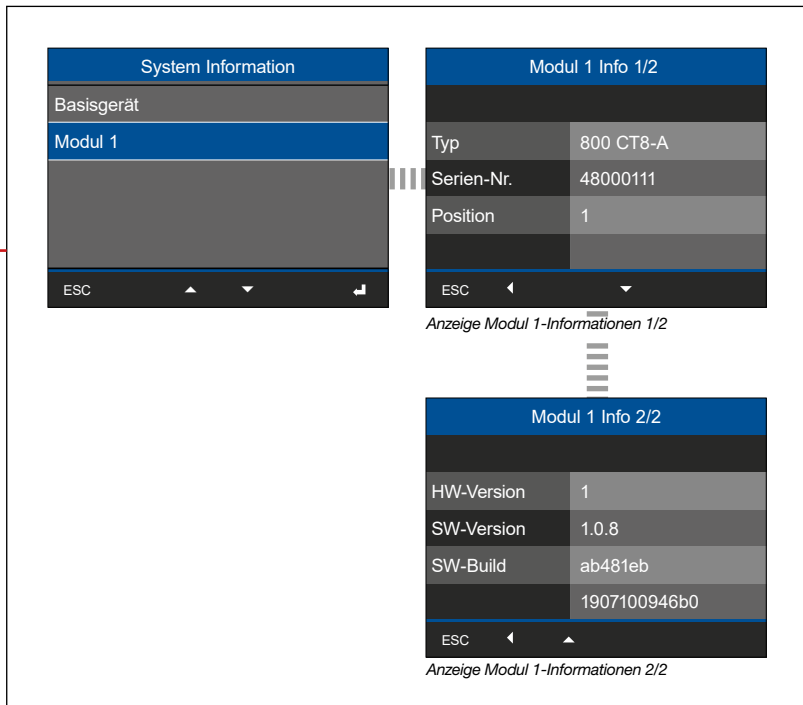 System Information
Basisgerät
Modul 1
ESC
Modul 1 Info 1/2
Typ 800 CT8-A
Serien-Nr. 48000111
Position 1
ESC
Anzeige Modul 1-Informationen 1/2
Modul 1 Info 2/2
HW-Version 1
SW-Version 1.0.8
SW-Build ab481eb
1907100946b0
ESC
Anzeige Modul 1-Informationen 2/2